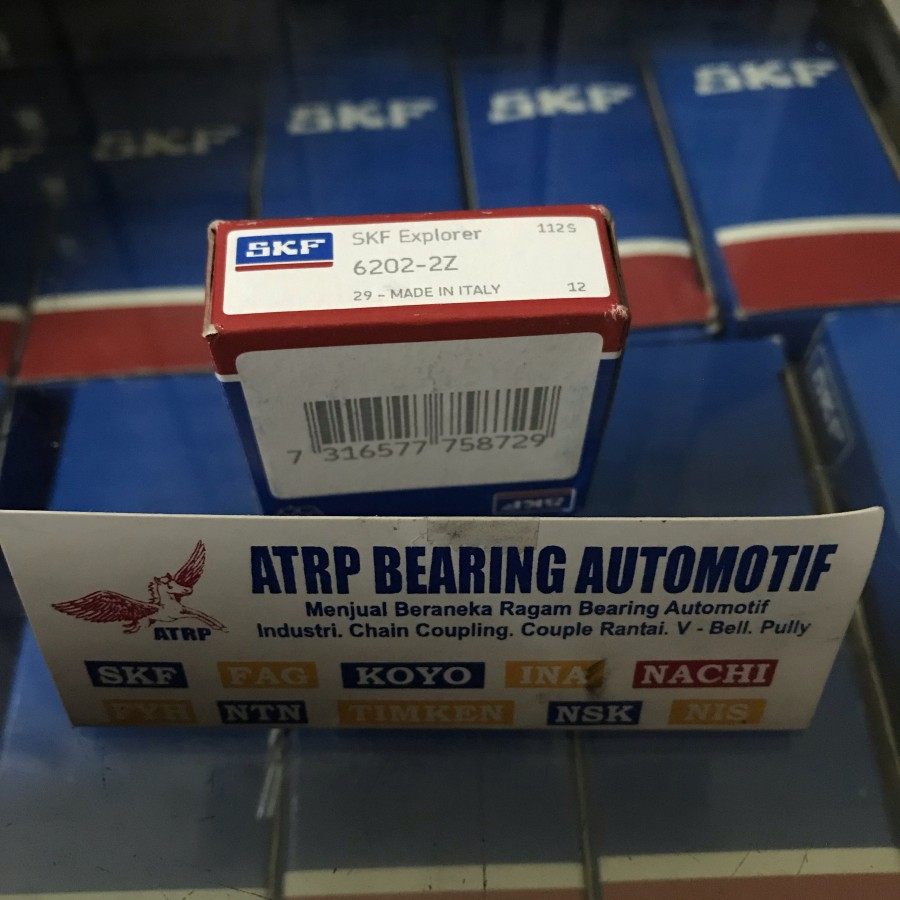 SKF
SKF
SKF
SKF
SKF
SKF Explorer
112S
6202-2Z
29 - MADE IN ITALY
12
7 316577 758729
SKF
ATRP BEARING AUTOMOTIF
Menjual Beraneka Ragam Bearing Automotif
Industri. Chain Coupling. Couple Rantai. V - Bell. Pully
ATRP
SKF FAG KOYO INA NACHI
FYH NTN TIMKEN NSK NIS